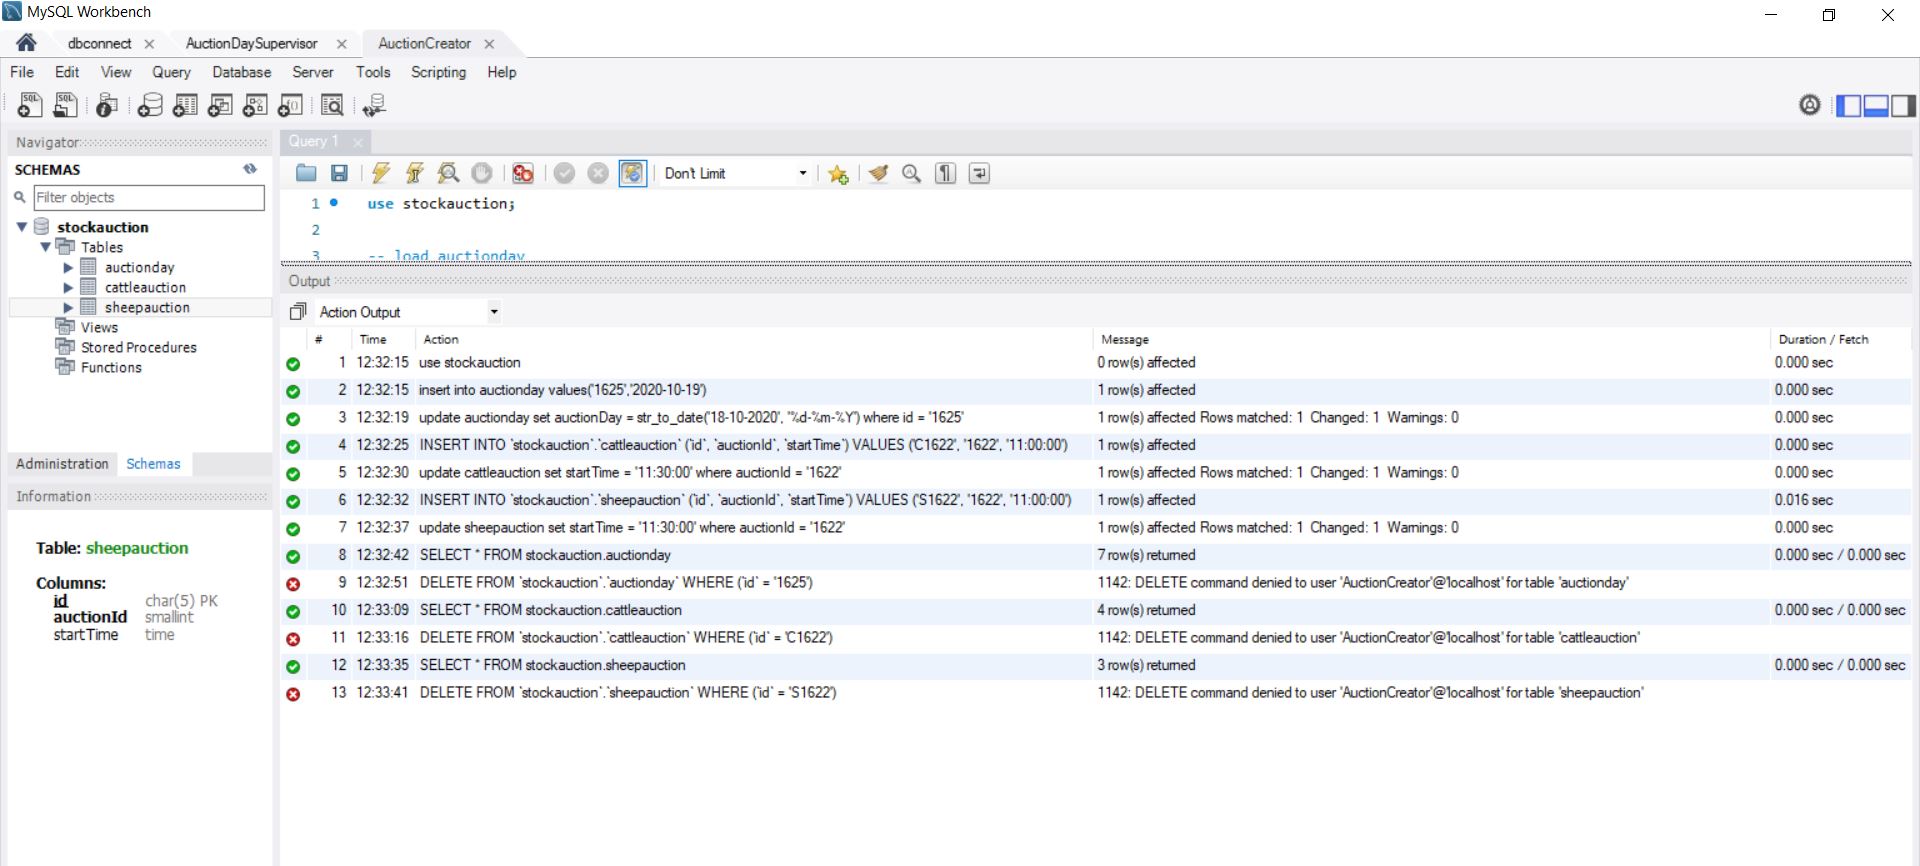 MySQL Workbench
dbconnect AuctionDaySupervisor AuctionCreator
File Edit View Query Database Server Tools Scripting Help
Navigator
SCHEMAS
Filter objects
stockauction
Tables
auctionday
cattleauction
sheepauction
Views
Stored Procedures
Functions
Administration Schemas
Information
Table: sheepauction
Columns:
id char(5) PK
auctionId smallint
startTime time
Query 1
Don't Limit
1 use stockauction;
2
3 -- load auctionday
Output
Action Output
# Time Action Message Duration / Fetch
1 12:32:15 use stockauction 0 row(s) affected 0.000 sec
2 12:32:15 insert into auctionday values('1625','2020-10-19') 1 row(s) affected 0.000 sec
3 12:32:19 update auctionday set auctionDay = str_to_date('18-10-2020', '%d-%m-%Y') where id = '1625' 1 row(s) affected Rows matched: 1 Changed: 1 Warnings: 0 0.000 sec
4 12:32:25 INSERT INTO `stockauction`.`cattleauction` (`id`, `auctionId`, `startTime`) VALUES ('C1622', '1622', '11:00:00') 1 row(s) affected 0.000 sec
5 12:32:30 update cattleauction set startTime = '11:30:00' where auctionId = '1622' 1 row(s) affected Rows matched: 1 Changed: 1 Warnings: 0 0.000 sec
6 12:32:32 INSERT INTO `stockauction`.`sheepauction` (`id`, `auctionId`, `startTime`) VALUES ('S1622', '1622', '11:00:00') 1 row(s) affected 0.016 sec
7 12:32:37 update sheepauction set startTime = '11:30:00' where auctionId = '1622' 1 row(s) affected Rows matched: 1 Changed: 1 Warnings: 0 0.000 sec
8 12:32:42 SELECT * FROM stockauction.auctionday 7 row(s) returned 0.000 sec / 0.000 sec
9 12:32:51 DELETE FROM `stockauction`.`auctionday` WHERE (`id` = '1625') 1142: DELETE command denied to user 'AuctionCreator'@'localhost' for table 'auctionday'
10 12:33:09 SELECT * FROM stockauction.cattleauction 4 row(s) returned 0.000 sec / 0.000 sec
11 12:33:16 DELETE FROM `stockauction`.`cattleauction` WHERE (`id` = 'C1622') 1142: DELETE command denied to user 'AuctionCreator'@'localhost' for table 'cattleauction'
12 12:33:35 SELECT * FROM stockauction.sheepauction 3 row(s) returned 0.000 sec / 0.000 sec
13 12:33:41 DELETE FROM `stockauction`.`sheepauction` WHERE (`id` = 'S1622') 1142: DELETE command denied to user 'AuctionCreator'@'localhost' for table 'sheepauction'